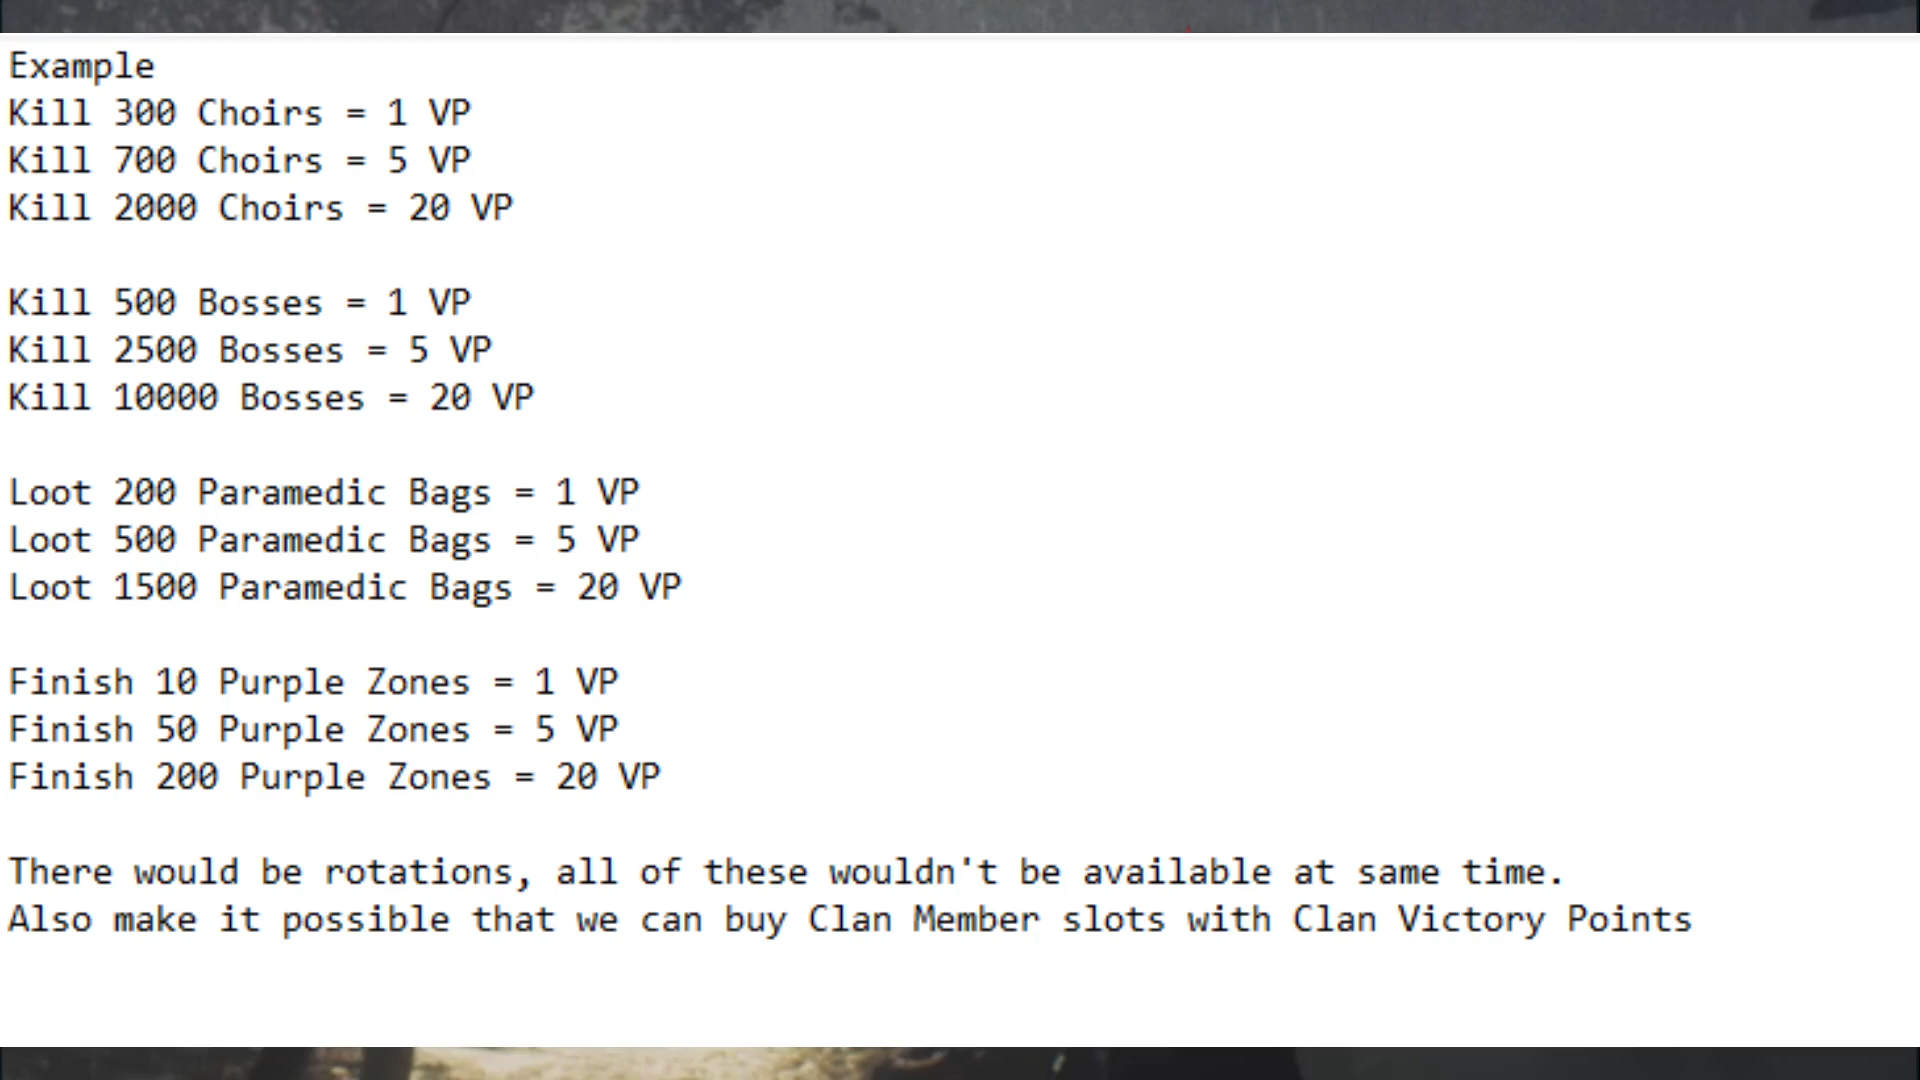 Example
Kill 300 Choirs = 1 VP
Kill 700 Choirs = 5 VP
Kill 2000 Choirs = 20 VP
Kill 500 Bosses = 1 VP
Kill 2500 Bosses = 5 VP
Kill 10000 Bosses = 20 VP
Loot 200 Paramedic Bags = 1 VP
Loot 500 Paramedic Bags = 5 VP
Loot 1500 Paramedic Bags = 20 VP
Finish 10 Purple Zones = 1 VP
Finish 50 Purple Zones = 5 VP
Finish 200 Purple Zones = 20 VP
There would be rotations, all of these wouldn't be available at same time.
Also make it possible that we can buy Clan Member slots with Clan Victory Points